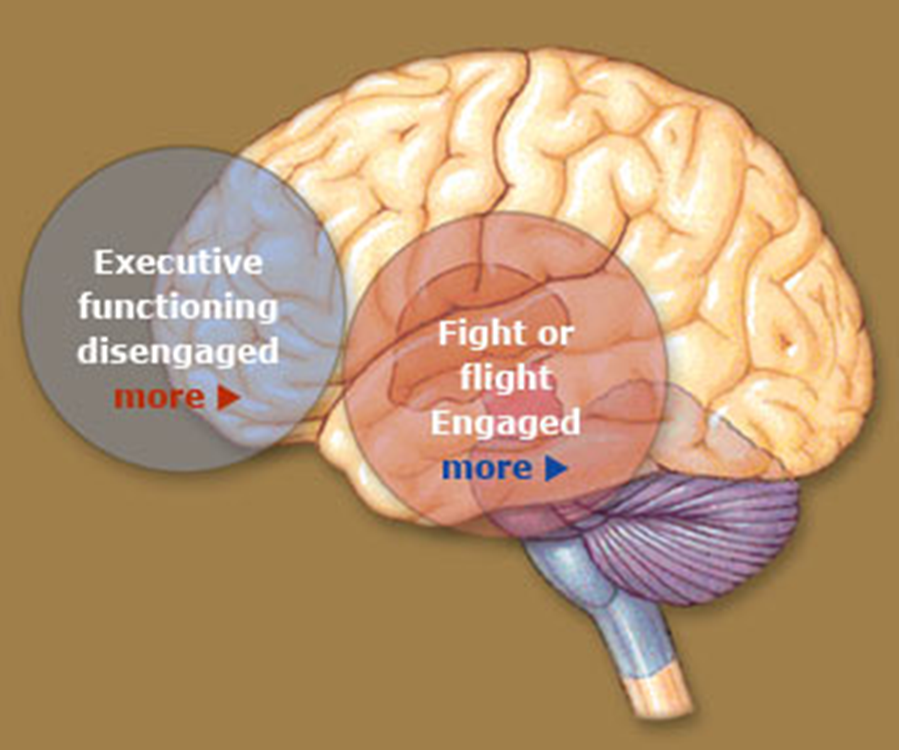 Executive
functioning
disengaged
more ▶
Fight or
flight
Engaged
more ▶